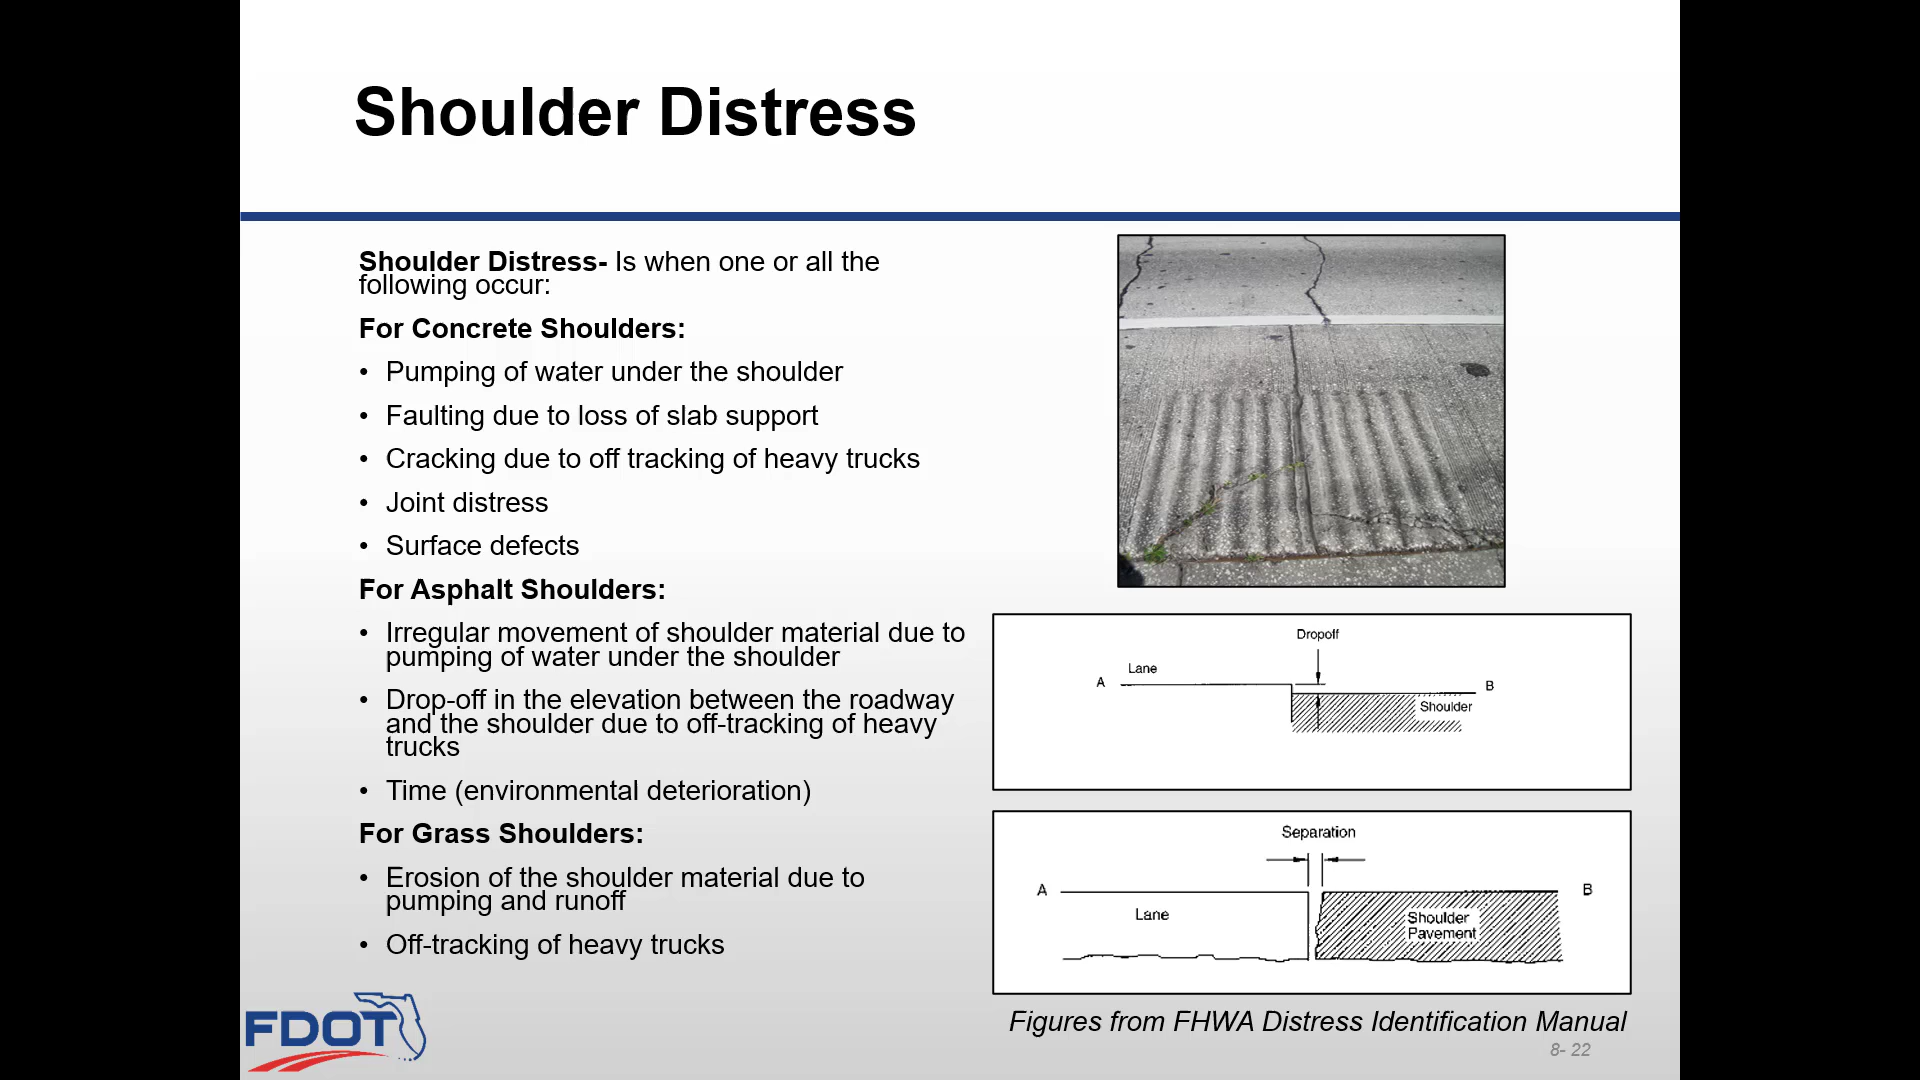 Shoulder Distress
Shoulder Distress- Is when one or all the
following occur:
For Concrete Shoulders:
• Pumping of water under the shoulder
• Faulting due to loss of slab support
• Cracking due to off tracking of heavy trucks
• Joint distress
• Surface defects
For Asphalt Shoulders:
• Irregular movement of shoulder material due to
pumping of water under the shoulder
• Drop-off in the elevation between the roadway
and the shoulder due to off-tracking of heavy
trucks
• Time (environmental deterioration)
For Grass Shoulders:
• Erosion of the shoulder material due to
pumping and runoff
• Off-tracking of heavy trucks
Dropoff
Lane
A
B
Shoulder
Separation
A
B
Lane
Shoulder
Pavement
Figures from FHWA Distress Identification Manual
8- 22
FDOT